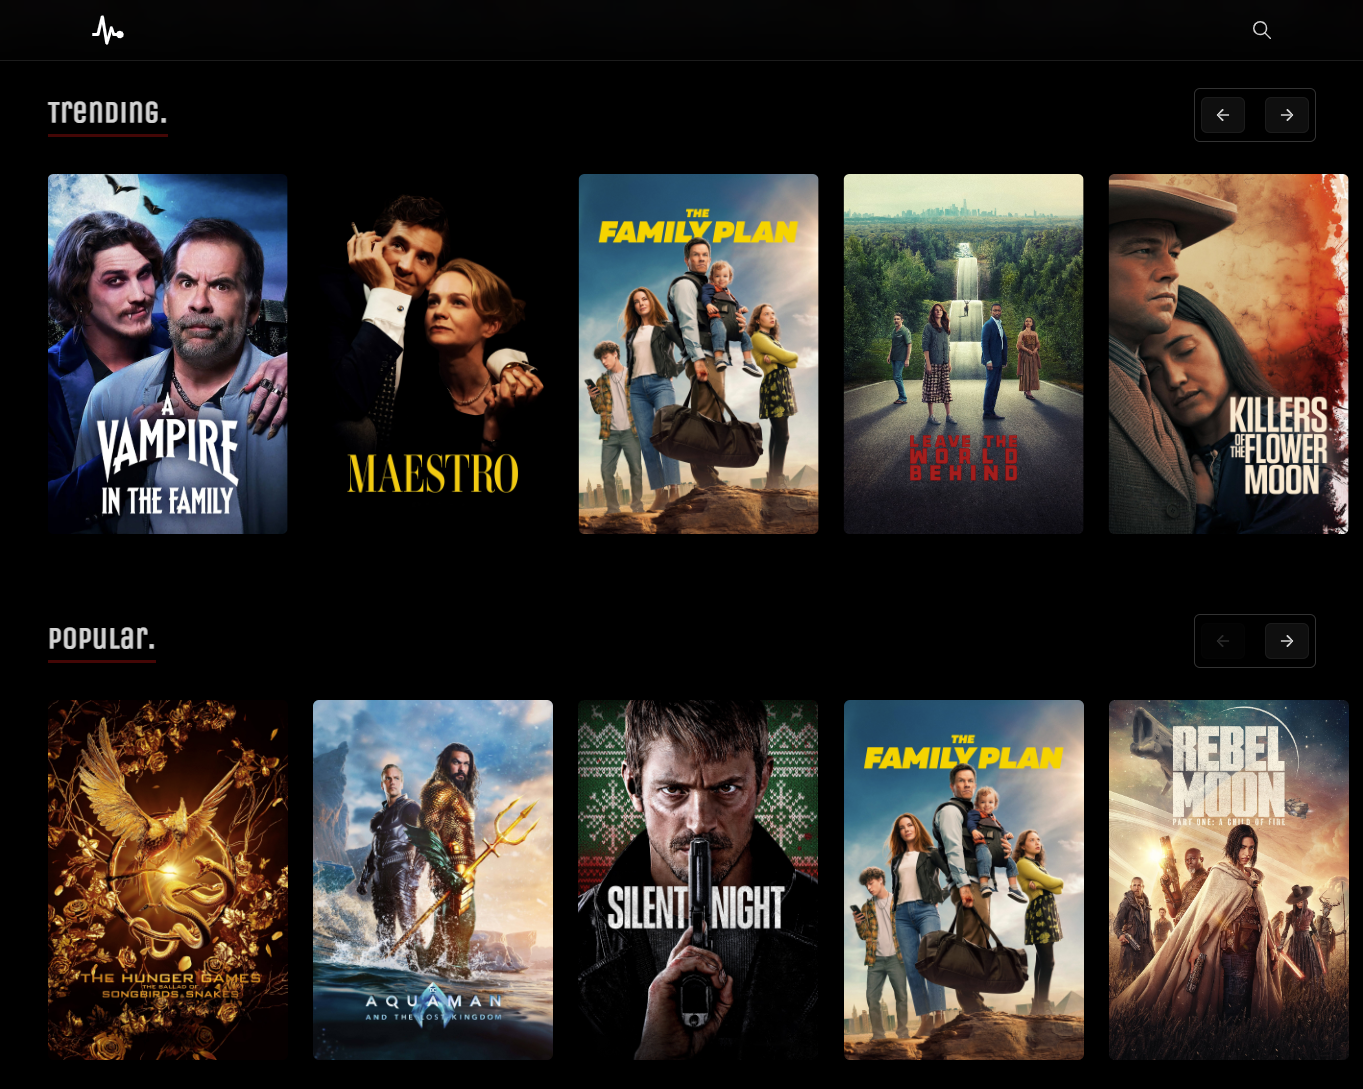 Trending.
A
VAMPIRE
IN THE FAMILY
MAESTRO
THE
FAMILY PLAN
LEAVE THE
WORLD
BEHIND
KILLERS
OF THE FLOWER
MOON
Popular.
THE HUNGER GAMES
THE BALLAD OF
SONGBIRDS SNAKES
AQUAMAN
AND THE LOST KINGDOM
SILENT NIGHT
THE
FAMILY PLAN
REBEL
MOON
PART ONE: A CHILD OF FIRE